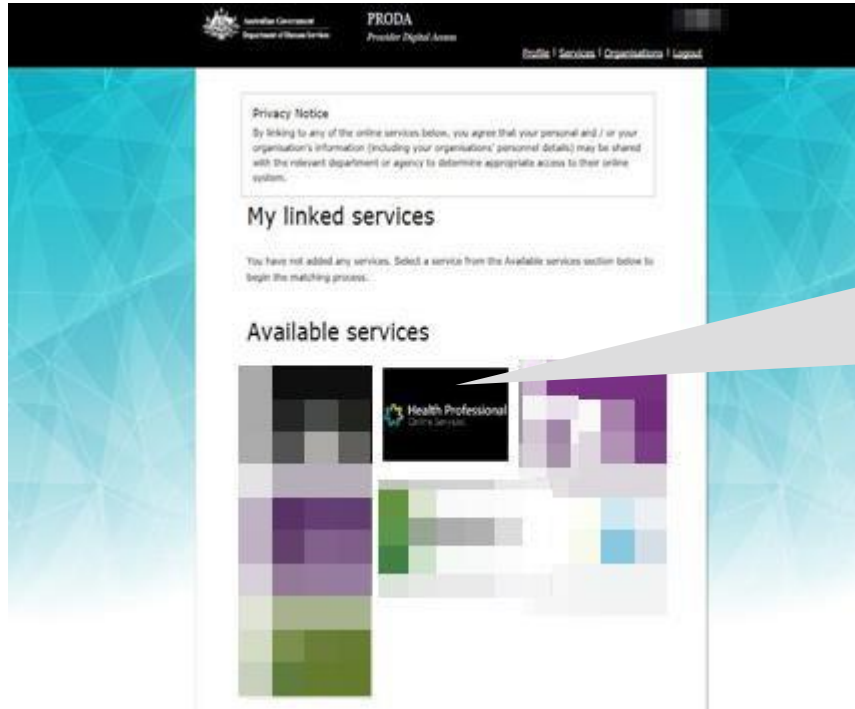 Australian Government
Department of Human Services
PRODA
Provider Digital Access
Profile | Services | Organisations | Logout
Privacy Notice
By linking to any of the online services below, you agree that your personal and / or your
organisation's information (including your organisations' personnel details) may be shared
with the relevant department or agency to determine appropriate access to their online
system.
My linked services
You have not added any services. Select a service from the Available services section below to
begin the matching process.
Available services
Health Professional
Online Services